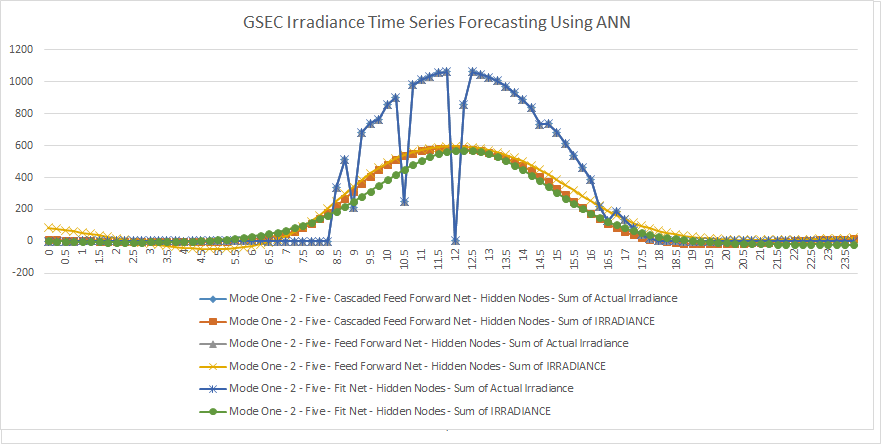 GSEC Irradiance Time Series Forecasting Using ANN
1200
1000
800
600
400
200
0
-200
0 0.5 1 1.5 2 2.5 3 3.5 4 4.5 5 5.5 6 6.5 7 7.5 8 8.5 9 9.5 10 10.5 11 11.5 12 12.5 13 13.5 14 14.5 15 15.5 16 16.5 17 17.5 18 18.5 19 19.5 20 20.5 21 21.5 22 22.5 23 23.5
Mode One - 2 - Five - Cascaded Feed Forward Net - Hidden Nodes - Sum of Actual Irradiance
Mode One - 2 - Five - Cascaded Feed Forward Net - Hidden Nodes - Sum of IRRADIANCE
Mode One - 2 - Five - Feed Forward Net - Hidden Nodes - Sum of Actual Irradiance
Mode One - 2 - Five - Feed Forward Net - Hidden Nodes - Sum of IRRADIANCE
Mode One - 2 - Five - Fit Net - Hidden Nodes - Sum of Actual Irradiance
Mode One - 2 - Five - Fit Net - Hidden Nodes - Sum of IRRADIANCE